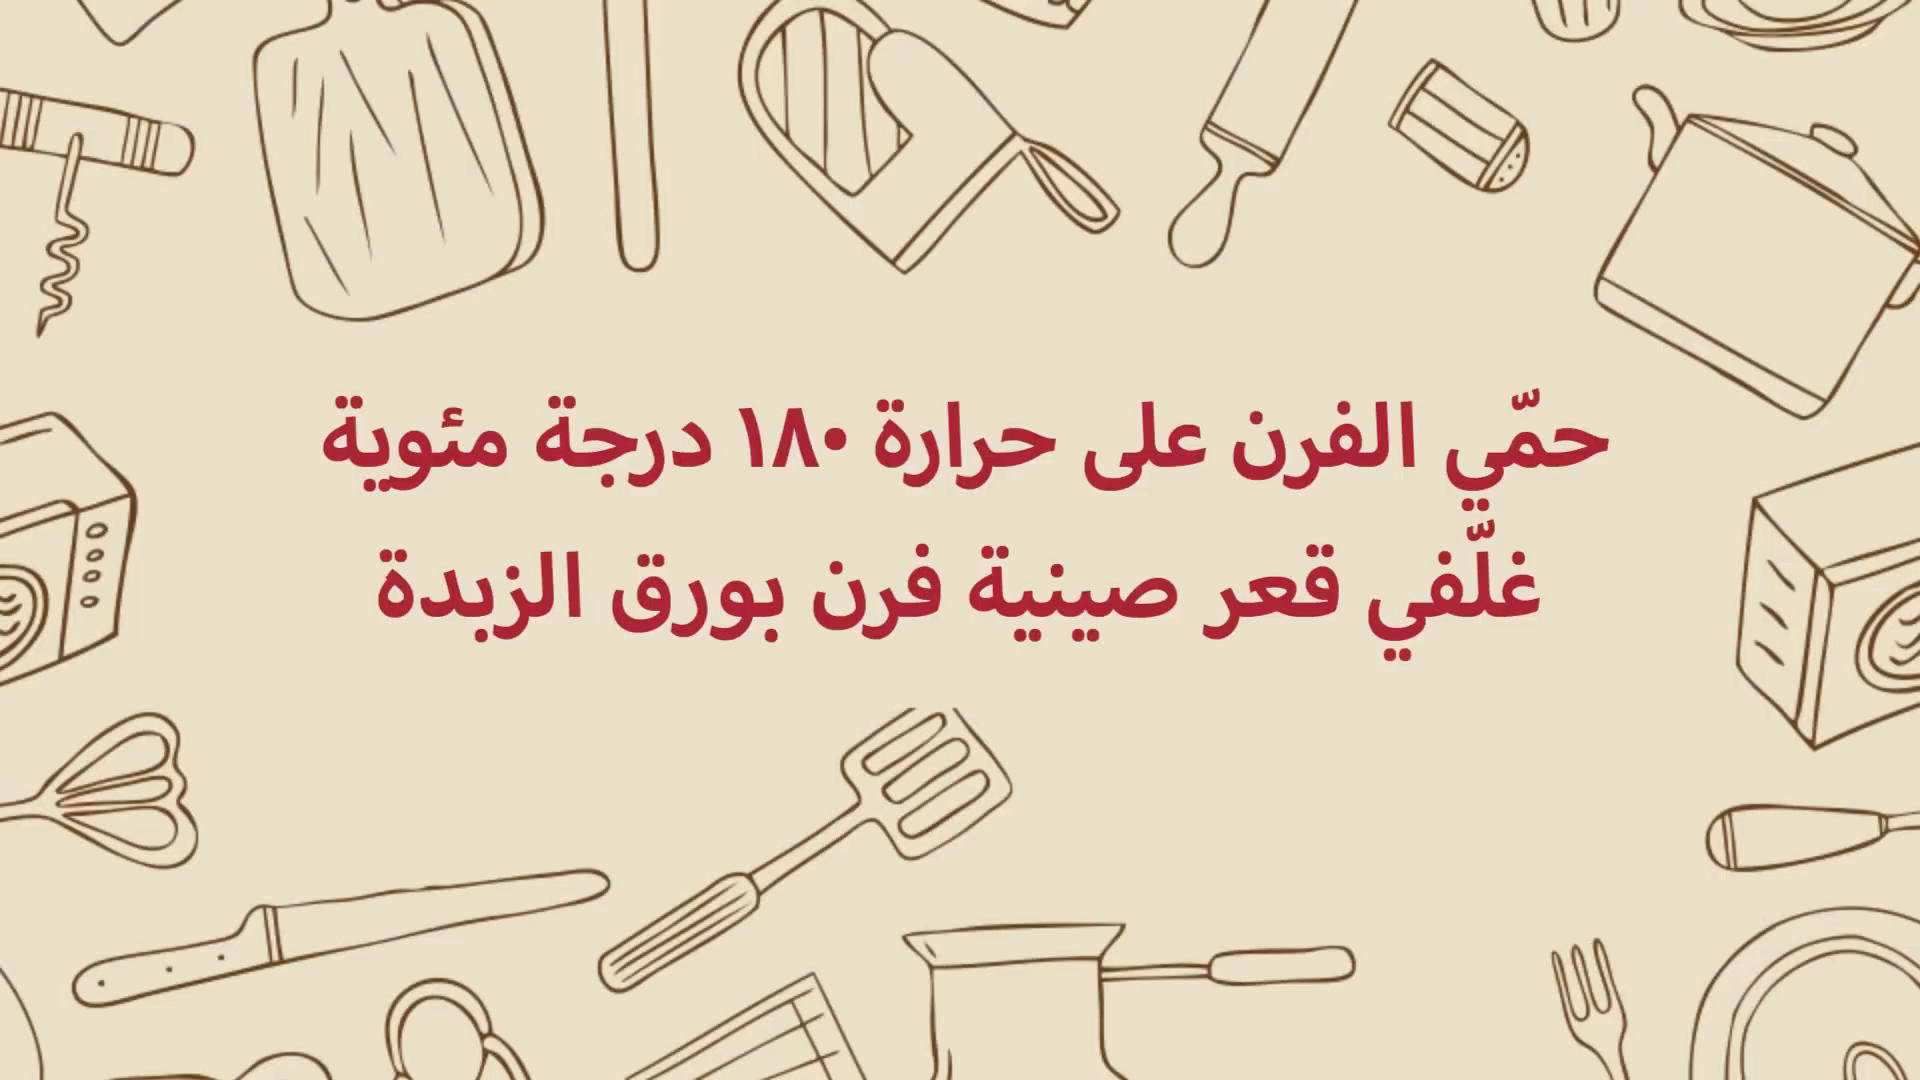 حمّي الفرن على حرارة ١٨٠ درجة مئوية
غلّفي قعر صينية فرن بورق الزبدة